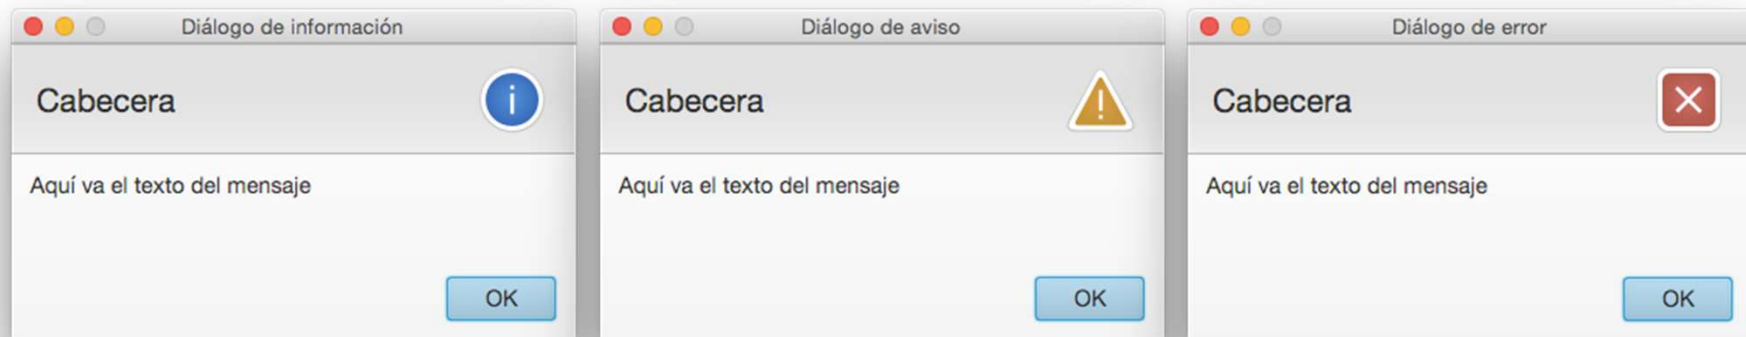 Diálogo de información
Cabecera
i
Aquí va el texto del mensaje
OK
Diálogo de aviso
Cabecera
!
Aquí va el texto del mensaje
OK
Diálogo de error
Cabecera
Aquí va el texto del mensaje
OK